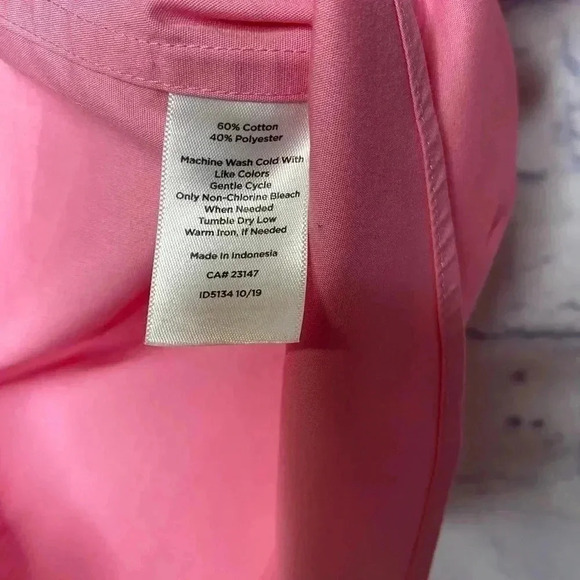 60% Cotton
40% Polyester
Machine Wash Cold With
Like Colors
Gentle Cycle
Only Non-Chlorine Bleach
When Needed
Tumble Dry Low
Warm Iron, If Needed
Made In Indonesia
CA# 23147
ID5134 10/19